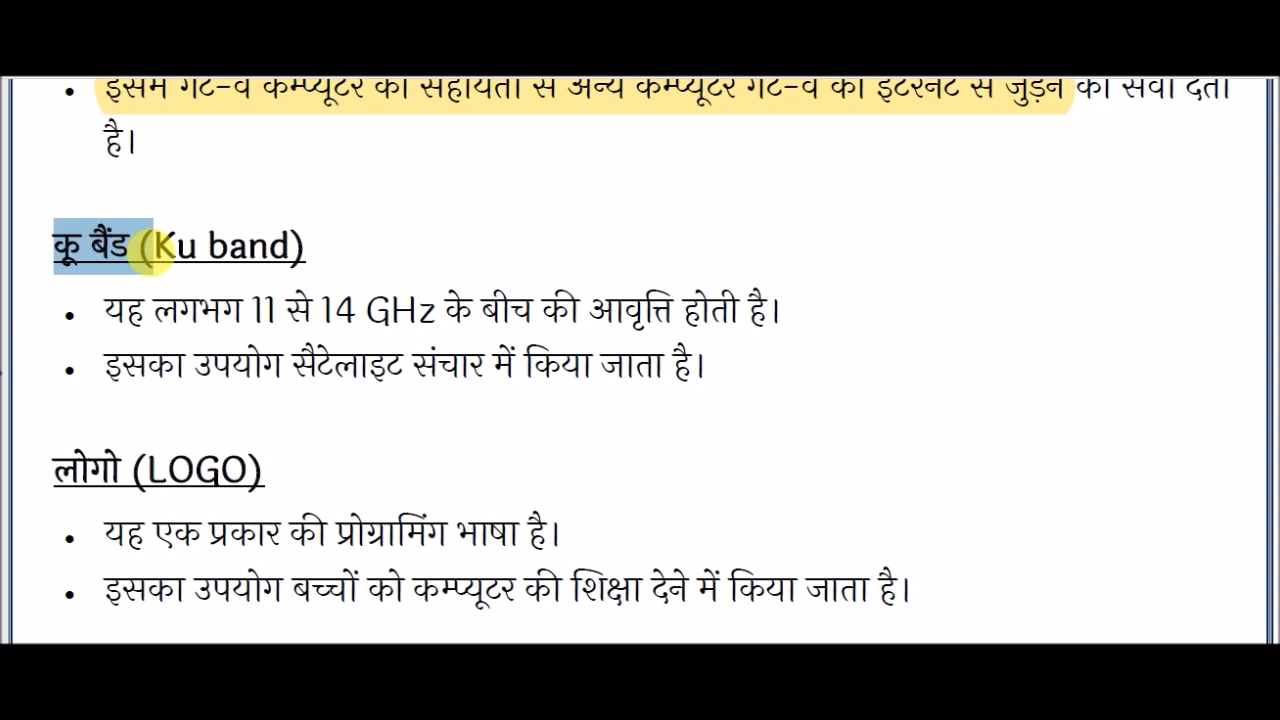 इसमें गेट-वे कम्प्यूटर की सहायता से अन्य कम्प्यूटर गेट-वे को इंटरनेट से जुड़ने की सेवा देता
है।
कू बैंड (Ku band)
यह लगभग 11 से 14 GHz के बीच की आवृत्ति होती है।
इसका उपयोग सैटेलाइट संचार में किया जाता है।
लोगो (LOGO)
यह एक प्रकार की प्रोग्रामिंग भाषा है।
इसका उपयोग बच्चों को कम्प्यूटर की शिक्षा देने में किया जाता है।